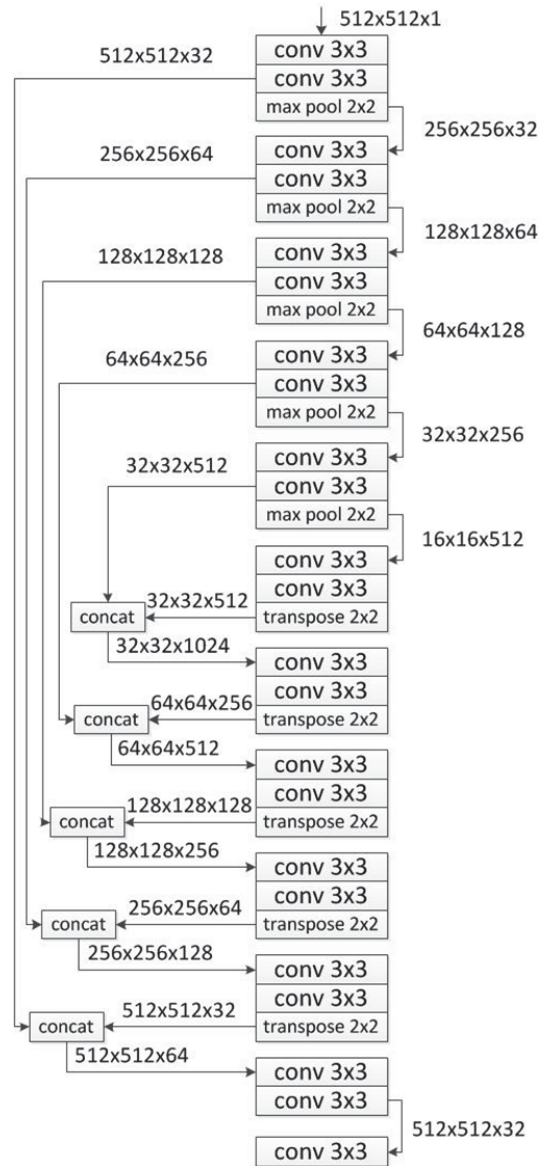 512x512x1
conv 3x3
512x512x32
conv 3x3
max pool 2x2
256x256x32
conv 3x3
256x256x64
conv 3x3
max pool 2x2
128x128x64
conv 3x3
128x128x128
conv 3x3
max pool 2x2
64x64x128
conv 3x3
64x64x256
conv 3x3
max pool 2x2
32x32x256
conv 3x3
32x32x512
conv 3x3
max pool 2x2
16x16x512
conv 3x3
conv 3x3
32x32x512
transpose 2x2
concat
32x32x1024
conv 3x3
conv 3x3
64x64x256
transpose 2x2
concat
64x64x512
conv 3x3
conv 3x3
128x128x128
transpose 2x2
concat
128x128x256
conv 3x3
conv 3x3
256x256x64
transpose 2x2
concat
256x256x128
conv 3x3
conv 3x3
512x512x32
transpose 2x2
concat
512x512x64
conv 3x3
conv 3x3
512x512x32
conv 3x3